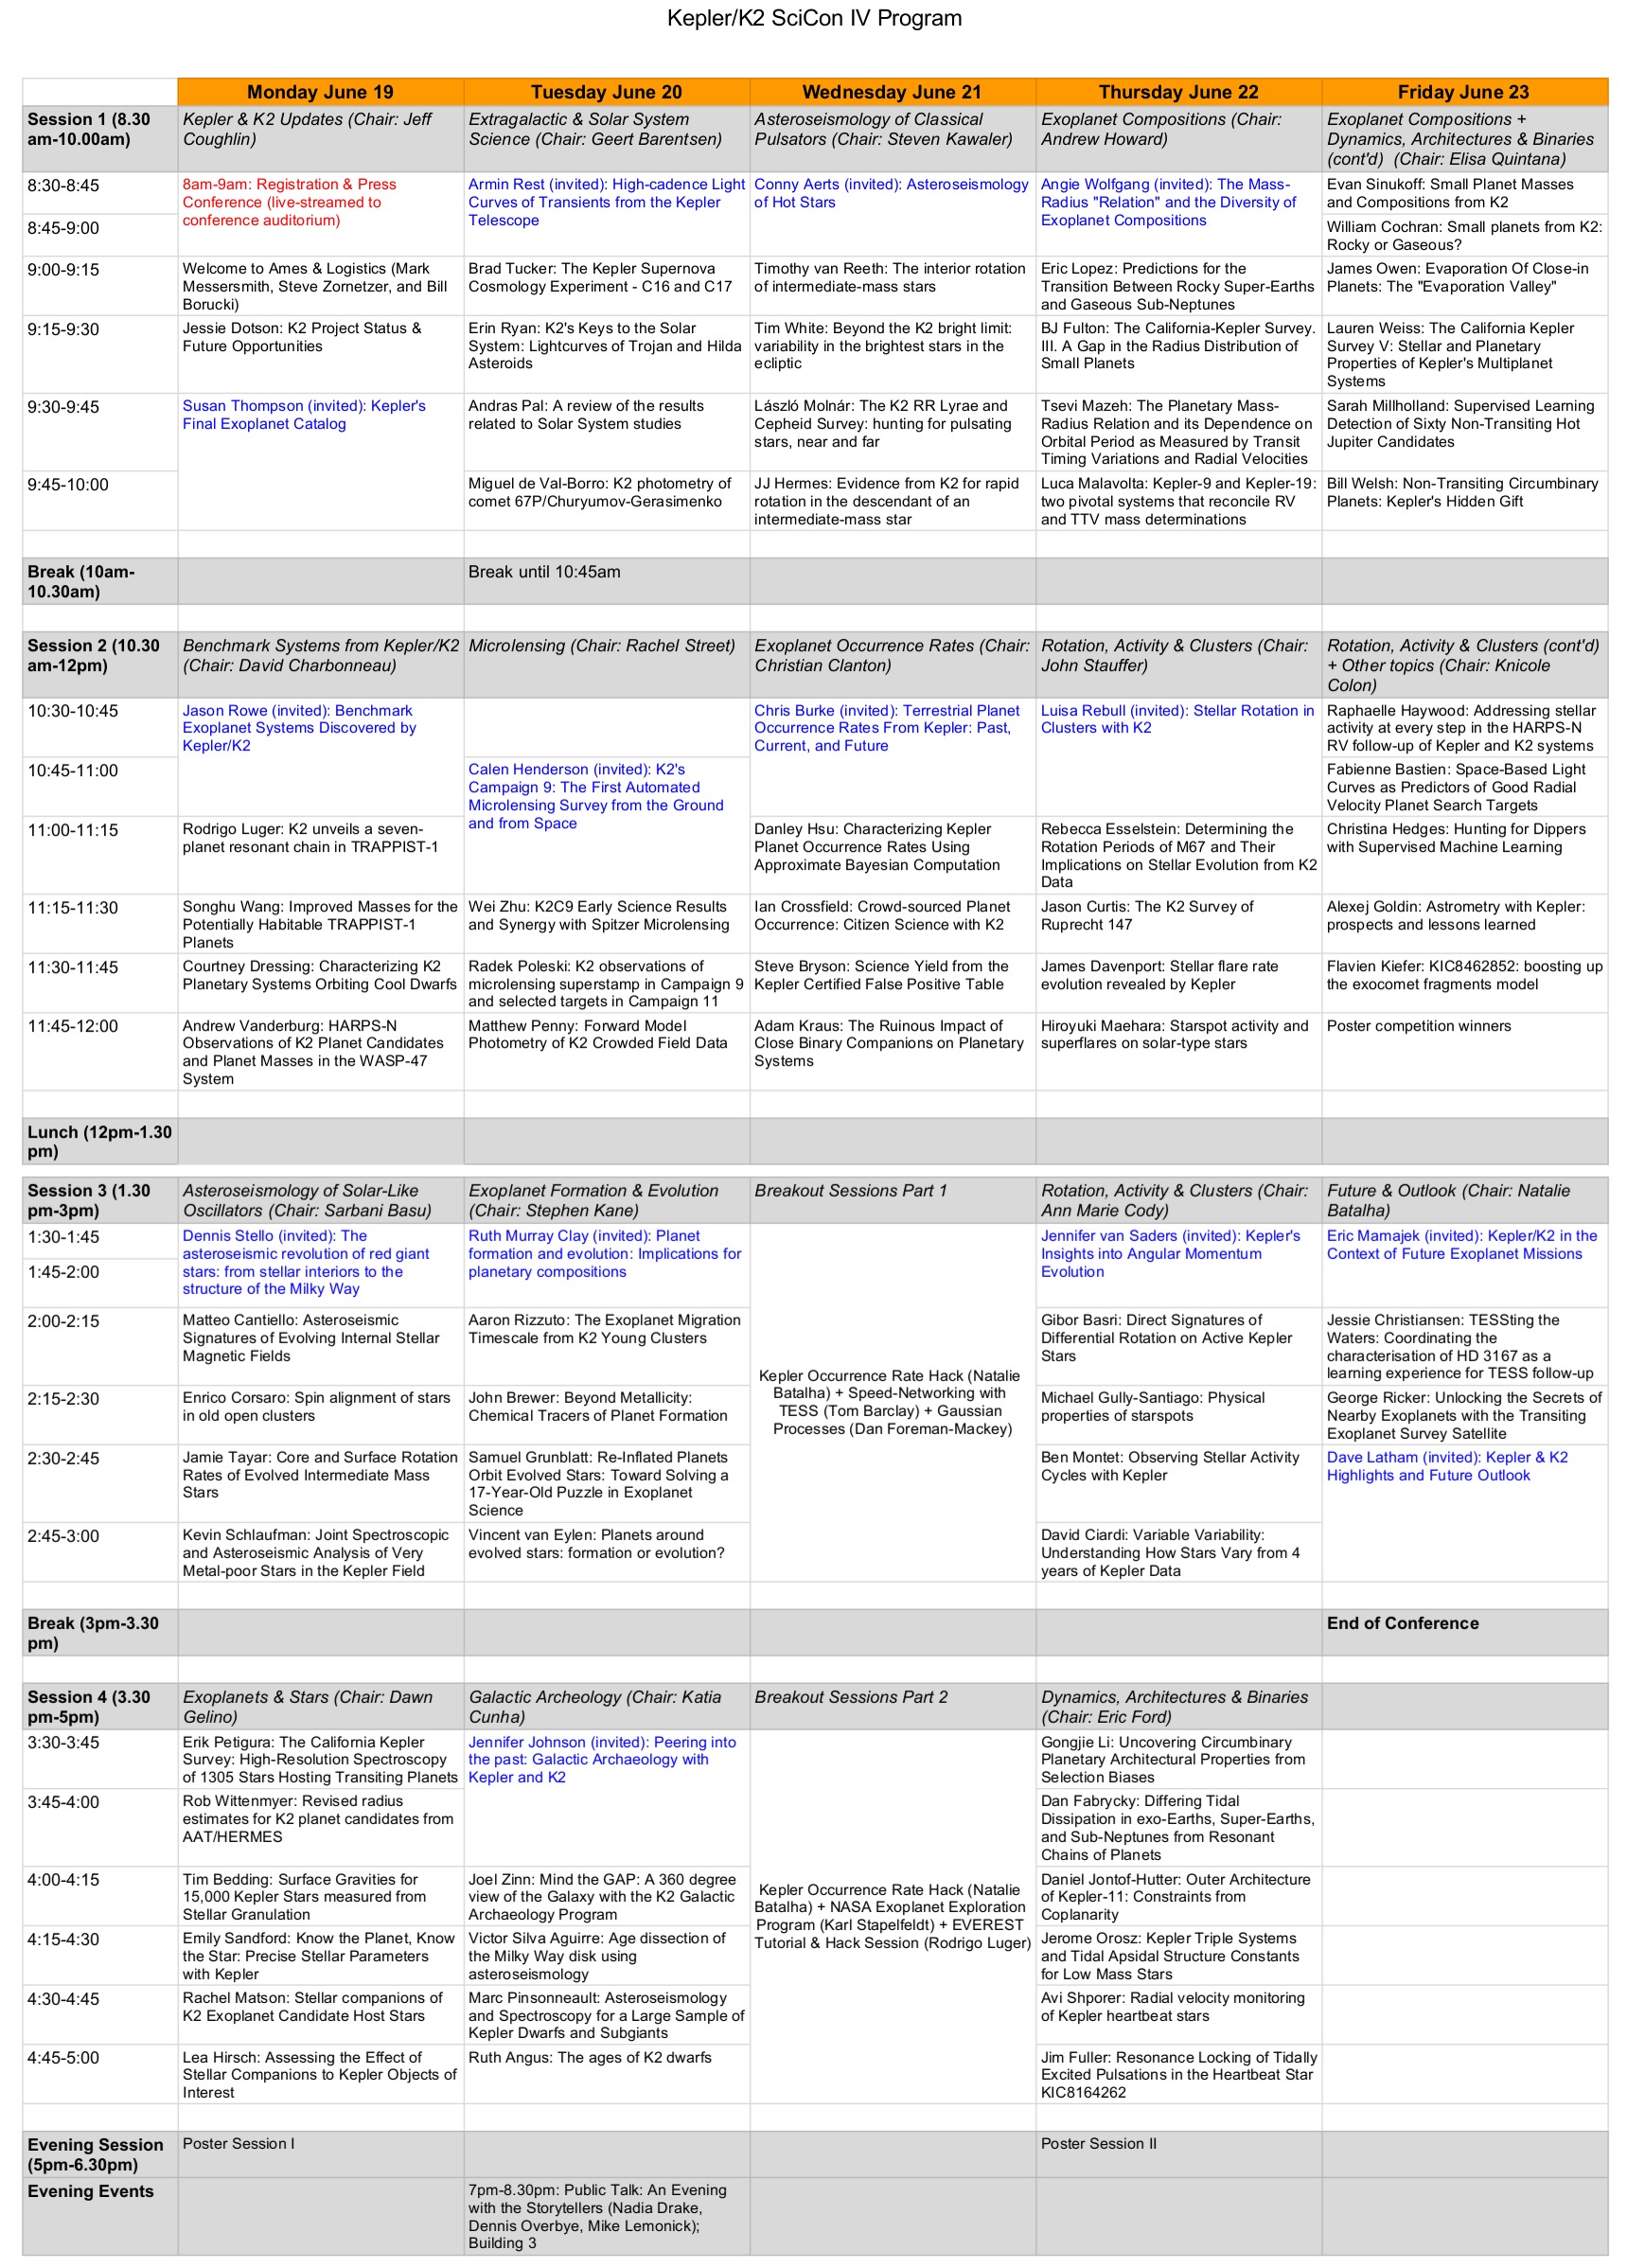 Kepler/K2 SciCon IV Program
Monday June 19
Tuesday June 20
Wednesday June 21
Thursday June 22
Friday June 23
Session 1 (8.30
am-10.00am)
Kepler & K2 Updates (Chair: Jeff
Coughlin)
Extragalactic & Solar System
Science (Chair: Geert Barentsen)
Asteroseismology of Classical
Pulsators (Chair: Steven Kawaler)
Exoplanet Compositions (Chair:
Andrew Howard)
Exoplanet Compositions +
Dynamics, Architectures & Binaries
(cont'd) (Chair: Elisa Quintana)
8:30-8:45
8am-9am: Registration & Press
Conference (live-streamed to
conference auditorium)
Armin Rest (invited): High-cadence Light
Curves of Transients from the Kepler
Telescope
Conny Aerts (invited): Asteroseismology
of Hot Stars
Angie Wolfgang (invited): The Mass-
Radius "Relation" and the Diversity of
Exoplanet Compositions
Evan Sinukoff: Small Planet Masses
and Compositions from K2
8:45-9:00
William Cochran: Small planets from K2:
Rocky or Gaseous?
9:00-9:15
Welcome to Ames & Logistics (Mark
Messersmith, Steve Zornetzer, and Bill
Borucki)
Brad Tucker: The Kepler Supernova
Cosmology Experiment - C16 and C17
Timothy van Reeth: The interior rotation
of intermediate-mass stars
Eric Lopez: Predictions for the
Transition Between Rocky Super-Earths
and Gaseous Sub-Neptunes
James Owen: Evaporation Of Close-in
Planets: The "Evaporation Valley"
9:15-9:30
Jessie Dotson: K2 Project Status &
Future Opportunities
Erin Ryan: K2's Keys to the Solar
System: Lightcurves of Trojan and Hilda
Asteroids
Tim White: Beyond the K2 bright limit:
variability in the brightest stars in the
ecliptic
BJ Fulton: The California-Kepler Survey.
III. A Gap in the Radius Distribution of
Small Planets
Lauren Weiss: The California Kepler
Survey V: Stellar and Planetary
Properties of Kepler's Multiplanet
Systems
9:30-9:45
Susan Thompson (invited): Kepler's
Final Exoplanet Catalog
Andras Pal: A review of the results
related to Solar System studies
László Molnár: The K2 RR Lyrae and
Cepheid Survey: hunting for pulsating
stars, near and far
Tsevi Mazeh: The Planetary Mass-
Radius Relation and its Dependence on
Orbital Period as Measured by Transit
Timing Variations and Radial Velocities
Sarah Millholland: Supervised Learning
Detection of Sixty Non-Transiting Hot
Jupiter Candidates
9:45-10:00
Miguel de Val-Borro: K2 photometry of
comet 67P/Churyumov-Gerasimenko
JJ Hermes: Evidence from K2 for rapid
rotation in the descendant of an
intermediate-mass star
Luca Malavolta: Kepler-9 and Kepler-19:
two pivotal systems that reconcile RV
and TTV mass determinations
Bill Welsh: Non-Transiting Circumbinary
Planets: Kepler's Hidden Gift
Break (10am-
10.30am)
Break until 10:45am
Session 2 (10.30
am-12pm)
Benchmark Systems from Kepler/K2
(Chair: David Charbonneau)
Microlensing (Chair: Rachel Street)
Exoplanet Occurrence Rates (Chair:
Christian Clanton)
Rotation, Activity & Clusters (Chair:
John Stauffer)
Rotation, Activity & Clusters (cont'd)
+ Other topics (Chair: Knicole
Colon)
10:30-10:45
Jason Rowe (invited): Benchmark
Exoplanet Systems Discovered by
Kepler/K2
Chris Burke (invited): Terrestrial Planet
Occurrence Rates From Kepler: Past,
Current, and Future
Luisa Rebull (invited): Stellar Rotation in
Clusters with K2
Raphaelle Haywood: Addressing stellar
activity at every step in the HARPS-N
RV follow-up of Kepler and K2 systems
10:45-11:00
Calen Henderson (invited): K2's
Campaign 9: The First Automated
Microlensing Survey from the Ground
and from Space
Fabienne Bastien: Space-Based Light
Curves as Predictors of Good Radial
Velocity Planet Search Targets
11:00-11:15
Rodrigo Luger: K2 unveils a seven-
planet resonant chain in TRAPPIST-1
Danley Hsu: Characterizing Kepler
Planet Occurrence Rates Using
Approximate Bayesian Computation
Rebecca Esselstein: Determining the
Rotation Periods of M67 and Their
Implications on Stellar Evolution from K2
Data
Christina Hedges: Hunting for Dippers
with Supervised Machine Learning
11:15-11:30
Songhu Wang: Improved Masses for the
Potentially Habitable TRAPPIST-1
Planets
Wei Zhu: K2C9 Early Science Results
and Synergy with Spitzer Microlensing
Ian Crossfield: Crowd-sourced Planet
Occurrence: Citizen Science with K2
Jason Curtis: The K2 Survey of
Ruprecht 147
Alexej Goldin: Astrometry with Kepler:
prospects and lessons learned
11:30-11:45
Courtney Dressing: Characterizing K2
Planetary Systems Orbiting Cool Dwarfs
Radek Poleski: K2 observations of
microlensing superstamp in Campaign 9
and selected targets in Campaign 11
Steve Bryson: Science Yield from the
Kepler Certified False Positive Table
James Davenport: Stellar flare rate
evolution revealed by Kepler
Flavien Kiefer: KIC8462852: boosting up
the exocomet fragments model
11:45-12:00
Andrew Vanderburg: HARPS-N
Observations of K2 Planet Candidates
and Planet Masses in the WASP-47
System
Matthew Penny: Forward Model
Photometry of K2 Crowded Field Data
Adam Kraus: The Ruinous Impact of
Close Binary Companions on Planetary
Systems
Hiroyuki Maehara: Starspot activity and
superflares on solar-type stars
Poster competition winners
Lunch (12pm-1.30
pm)
Session 3 (1.30
pm-3pm)
Asteroseismology of Solar-Like
Oscillators (Chair: Sarbani Basu)
Exoplanet Formation & Evolution
(Chair: Stephen Kane)
Breakout Sessions Part 1
Rotation, Activity & Clusters (Chair:
Ann Marie Cody)
Future & Outlook (Chair: Natalie
Batalha)
1:30-1:45
Dennis Stello (invited): The
asteroseismic revolution of red giant
stars: from stellar interiors to the
structure of the Milky Way
Ruth Murray Clay (invited): Planet
formation and evolution: Implications for
planetary compositions
Jennifer van Saders (invited): Kepler's
Insights into Angular Momentum
Evolution
Eric Mamajek (invited): Kepler/K2 in the
Context of Future Exoplanet Missions
1:45-2:00
2:00-2:15
Matteo Cantiello: Asteroseismic
Signatures of Evolving Internal Stellar
Magnetic Fields
Aaron Rizzuto: The Exoplanet Migration
Timescale from K2 Young Clusters
Kepler Occurrence Rate Hack (Natalie
Batalha) + Speed-Networking with
TESS (Tom Barclay) + Gaussian
Processes (Dan Foreman-Mackey)
Gibor Basri: Direct Signatures of
Differential Rotation on Active Kepler
Stars
Jessie Christiansen: TESSting the
Waters: Coordinating the
characterisation of HD 3167 as a
learning experience for TESS follow-up
2:15-2:30
Enrico Corsaro: Spin alignment of stars
in old open clusters
John Brewer: Beyond Metallicity:
Chemical Tracers of Planet Formation
Michael Gully-Santiago: Physical
properties of starspots
George Ricker: Unlocking the Secrets of
Nearby Exoplanets with the Transiting
Exoplanet Survey Satellite
2:30-2:45
Jamie Tayar: Core and Surface Rotation
Rates of Evolved Intermediate Mass
Stars
Samuel Grunblatt: Re-Inflated Planets
Orbit Evolved Stars: Toward Solving a
17-Year-Old Puzzle in Exoplanet
Science
Ben Montet: Observing Stellar Activity
Cycles with Kepler
Dave Latham (invited): Kepler & K2
Highlights and Future Outlook
2:45-3:00
Kevin Schlaufman: Joint Spectroscopic
and Asteroseismic Analysis of Very
Metal-poor Stars in the Kepler Field
Vincent van Eylen: Planets around
evolved stars: formation or evolution?
David Ciardi: Variable Variability:
Understanding How Stars Vary from 4
years of Kepler Data
Break (3pm-3.30
pm)
End of Conference
Session 4 (3.30
pm-5pm)
Exoplanets & Stars (Chair: Dawn
Gelino)
Galactic Archeology (Chair: Katia
Cunha)
Breakout Sessions Part 2
Dynamics, Architectures & Binaries
(Chair: Eric Ford)
3:30-3:45
Erik Petigura: The California Kepler
Survey: High-Resolution Spectroscopy
of 1305 Stars Hosting Transiting Planets
Jennifer Johnson (invited): Peering into
the past: Galactic Archaeology with
Kepler and K2
Gongjie Li: Uncovering Circumbinary
Planetary Architectural Properties from
Selection Biases
3:45-4:00
Rob Wittenmyer: Revised radius
estimates for K2 planet candidates from
AAT/HERMES
Dan Fabrycky: Differing Tidal
Dissipation in exo-Earths, Super-Earths,
and Sub-Neptunes from Resonant
Chains of Planets
4:00-4:15
Tim Bedding: Surface Gravities for
15,000 Kepler Stars measured from
Stellar Granulation
Joel Zinn: Mind the GAP: A 360 degree
view of the Galaxy with the K2 Galactic
Archaeology Program
Kepler Occurrence Rate Hack (Natalie
Batalha) + NASA Exoplanet Exploration
Program (Karl Stapelfeldt) + EVEREST
Tutorial & Hack Session (Rodrigo Luger)
Daniel Jontof-Hutter: Outer Architecture
of Kepler-11: Constraints from
Coplanarity
4:15-4:30
Emily Sandford: Know the Planet, Know
the Star: Precise Stellar Parameters
with Kepler
Victor Silva Aguirre: Age dissection of
the Milky Way disk using
asteroseismology
Jerome Orosz: Kepler Triple Systems
and Tidal Apsidal Structure Constants
for Low Mass Stars
4:30-4:45
Rachel Matson: Stellar companions of
K2 Exoplanet Candidate Host Stars
Marc Pinsonneault: Asteroseismology
and Spectroscopy for a Large Sample of
Kepler Dwarfs and Subgiants
Avi Shporer: Radial velocity monitoring
of Kepler heartbeat stars
4:45-5:00
Lea Hirsch: Assessing the Effect of
Stellar Companions to Kepler Objects of
Interest
Ruth Angus: The ages of K2 dwarfs
Jim Fuller: Resonance Locking of Tidally
Excited Pulsations in the Heartbeat Star
KIC8164262
Evening Session
(5pm-6.30pm)
Poster Session I
Poster Session II
Evening Events
7pm-8.30pm: Public Talk: An Evening
with the Storytellers (Nadia Drake,
Dennis Overbye, Mike Lemonick);
Building 3